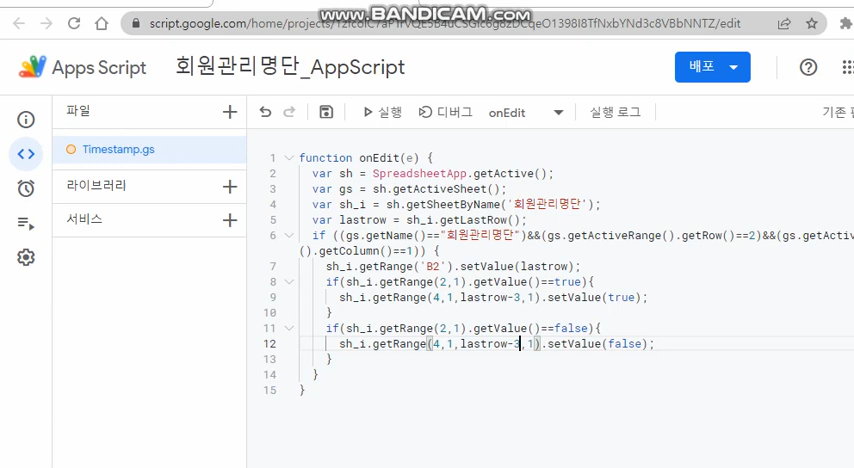 www.BANDICAM.com
script.google.com/home/projects/
/edit
Apps Script
회원관리명단_AppScript
배포
파일
실행
디버그
onEdit
실행 로그
기존
Timestamp.gs
라이브러리
서비스
1 function onEdit(e) {
2 var sh = SpreadsheetApp.getActive();
3 var gs = sh.getActiveSheet();
4 var sh_i = sh.getSheetByName('회원관리명단');
5 var lastrow = sh_i.getLastRow();
6 if ((gs.getName()=="회원관리명단")&&(gs.getActiveRange().getRow()==2)&&(gs.getActiv
().getColumn()==1)) {
7 sh_i.getRange('B2').setValue(lastrow);
8 if(sh_i.getRange(2,1).getValue()==true){
9 sh_i.getRange(4,1,lastrow-3,1).setValue(true);
10 }
11 if(sh_i.getRange(2,1).getValue()==false){
12 sh_i.getRange(4,1,lastrow-3,1).setValue(false);
13 }
14 }
15 }